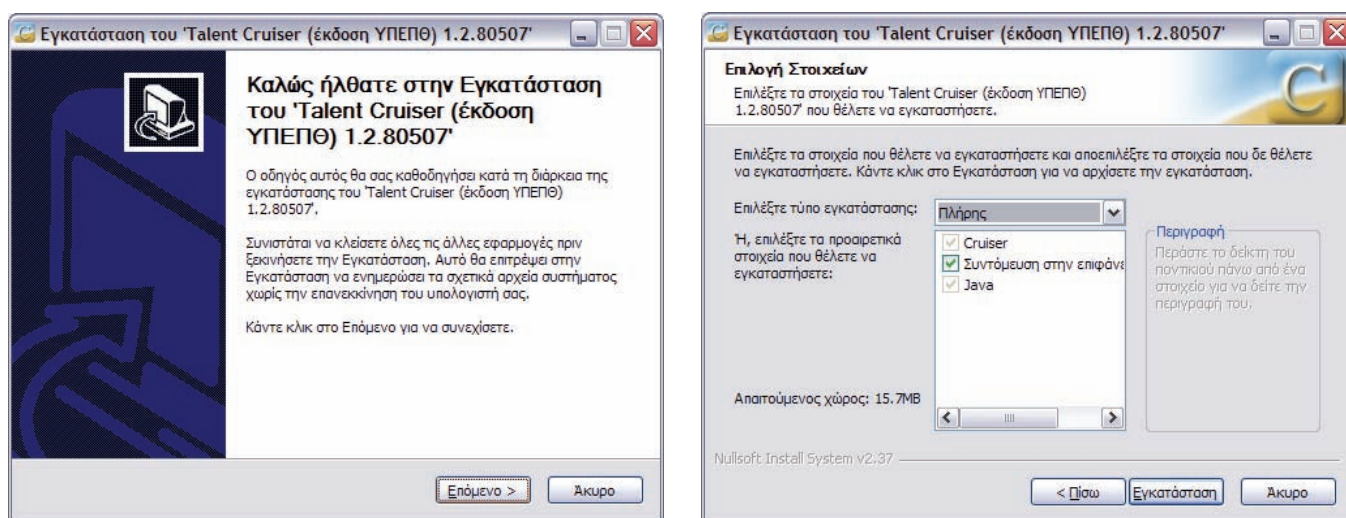 Εγκατάσταση του 'Talent Cruiser (έκδοση ΥΠΕΠΘ) 1.2.80507'
Καλώς ήλθατε στην Εγκατάσταση
του 'Talent Cruiser (έκδοση
ΥΠΕΠΘ) 1.2.80507'
Ο οδηγός αυτός θα σας καθοδηγήσει κατά τη διάρκεια της
εγκατάστασης του 'Talent Cruiser (έκδοση ΥΠΕΠΘ)
1.2.80507'.
Συνιστάται να κλείσετε όλες τις άλλες εφαρμογές πριν
ξεκινήσετε την Εγκατάσταση. Αυτό θα επιτρέψει στην
Εγκατάσταση να ενημερώσει τα σχετικά αρχεία συστήματος
χωρίς την επανεκκίνηση του υπολογιστή σας.
Κάντε κλικ στο Επόμενο για να συνεχίσετε.
Επόμενο >
Άκυρο
Εγκατάσταση του 'Talent Cruiser (έκδοση ΥΠΕΠΘ) 1.2.80507'
Επιλογή Στοιχείων
Επιλέξτε τα στοιχεία του 'Talent Cruiser (έκδοση ΥΠΕΠΘ)
1.2.80507' που θέλετε να εγκαταστήσετε.
C
Επιλέξτε τα στοιχεία που θέλετε να εγκαταστήσετε και αποεπιλέξτε τα στοιχεία που δε θέλετε
να εγκαταστήσετε. Κάντε κλικ στο Εγκατάσταση για να αρχίσετε την εγκατάσταση.
Επιλέξτε τύπο εγκατάστασης:
Πλήρης
Ή, επιλέξτε τα προαιρετικά
στοιχεία που θέλετε να
εγκαταστήσετε:
Cruiser
Συντόμευση στην επιφάνε
Java
Περιγραφή
Περάστε το δείκτη του
ποντικιού πάνω από ένα
στοιχείο για να δείτε την
περιγραφή του.
Απαιτούμενος χώρος: 15.7MB
Nullsoft Install System v2.37
< Πίσω
Εγκατάσταση
Άκυρο